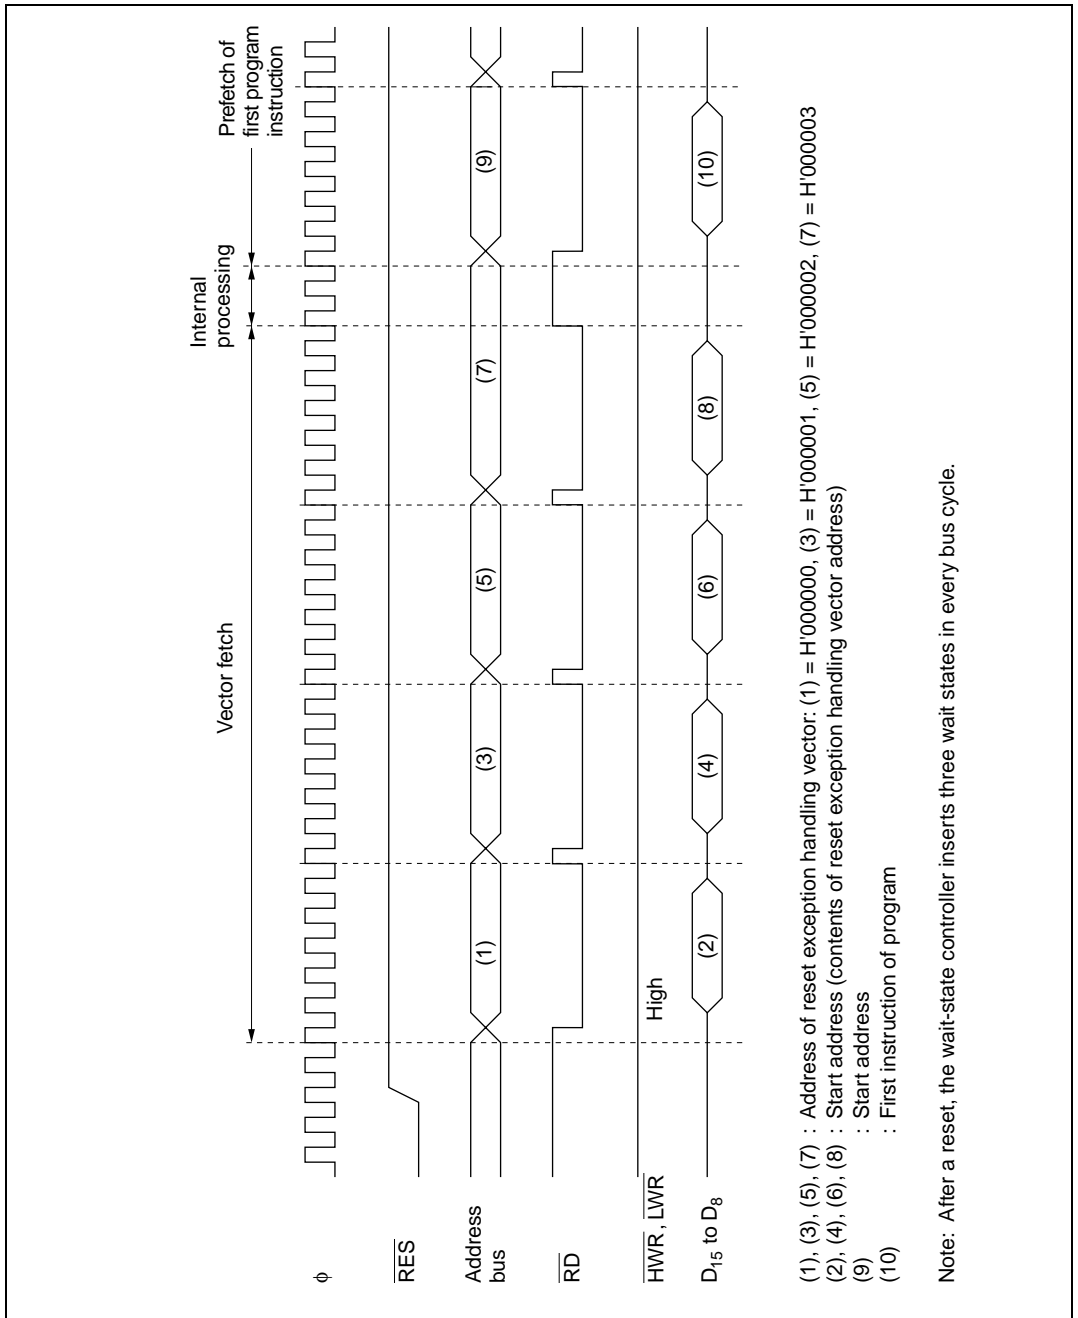 Vector fetch
Internal
processing
Prefetch of
first program
instruction
φ
RES
Address
bus
(1)
(3)
(5)
(7)
(9)
RD
HWR , LWR
High
D15 to D8
(2)
(4)
(6)
(8)
(10)
(1), (3), (5), (7) : Address of reset exception handling vector: (1) = H'000000, (3) = H'000001, (5) = H'000002, (7) = H'000003
(2), (4), (6), (8) : Start address (contents of reset exception handling vector address)
(9) : Start address
(10) : First instruction of program
Note: After a reset, the wait-state controller inserts three wait states in every bus cycle.